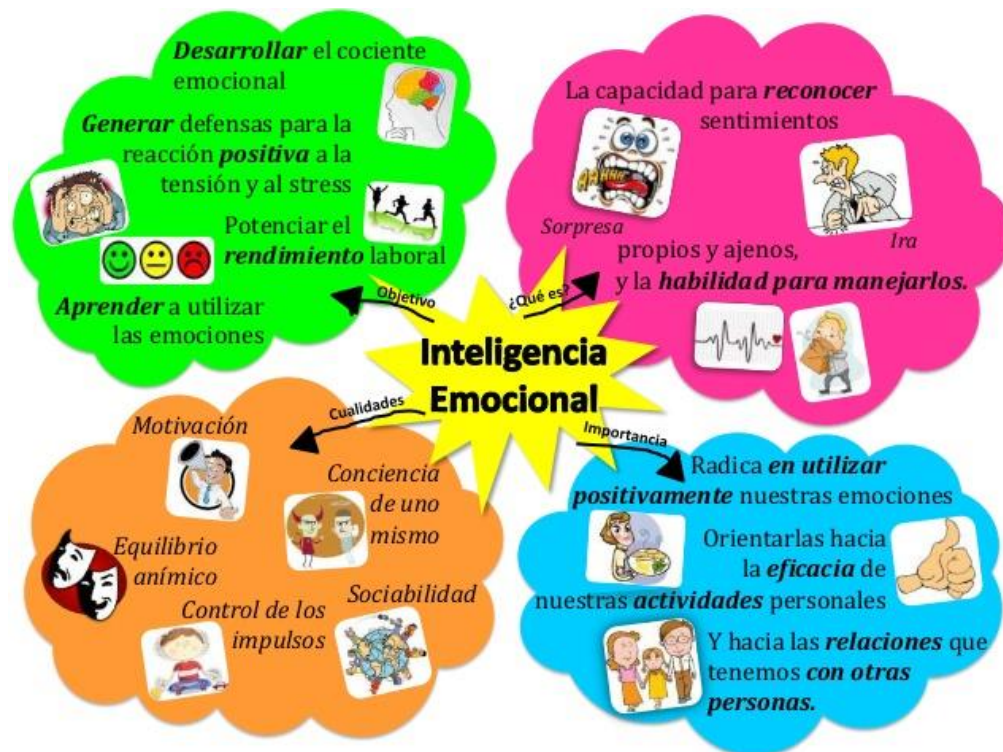 Desarrollar el cociente
emocional
Generar defensas para la
reacción positiva a la
tensión y al stress
Potenciar el
rendimiento laboral
Aprender a utilizar
las emociones
Objetivo
La capacidad para reconocer
sentimientos
AAHHH
Sorpresa
Ira
propios y ajenos,
y la habilidad para manejarlos.
¿Qué es?
Inteligencia
Emocional
Cualidades
Motivación
Conciencia
de uno
mismo
Equilibrio
anímico
Sociabilidad
Control de los
impulsos
Importancia
Radica en utilizar
positivamente nuestras emociones
Orientarlas hacia
la eficacia de
nuestras actividades personales
Y hacia las relaciones que
tenemos con otras
personas.